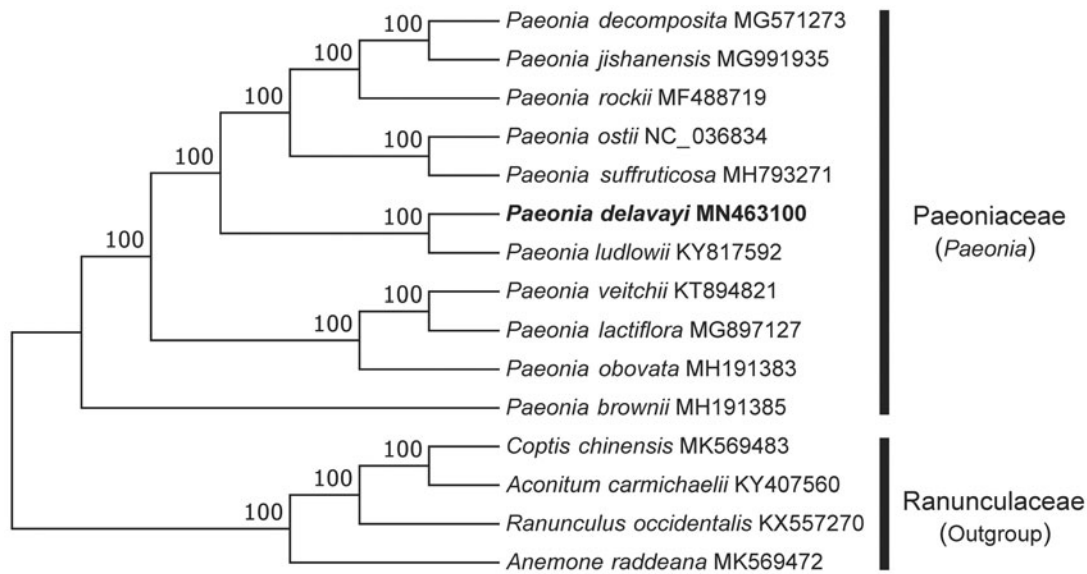 100 Paeonia decomposita MG571273
100 Paeonia jishanensis MG991935
100 Paeonia rockii MF488719
100 100 Paeonia ostii NC_036834
100 Paeonia suffruticosa MH793271
100 Paeonia delavayi MN463100
100 Paeonia ludlowii KY817592
100 Paeonia veitchii KT894821
100 Paeonia lactiflora MG897127
Paeonia obovata MH191383
Paeonia brownii MH191385
100 Coptis chinensis MK569483
100 Aconitum carmichaelii KY407560
100 Ranunculus occidentalis KX557270
Anemone raddeana MK569472
Paeoniaceae
(Paeonia)
Ranunculaceae
(Outgroup)